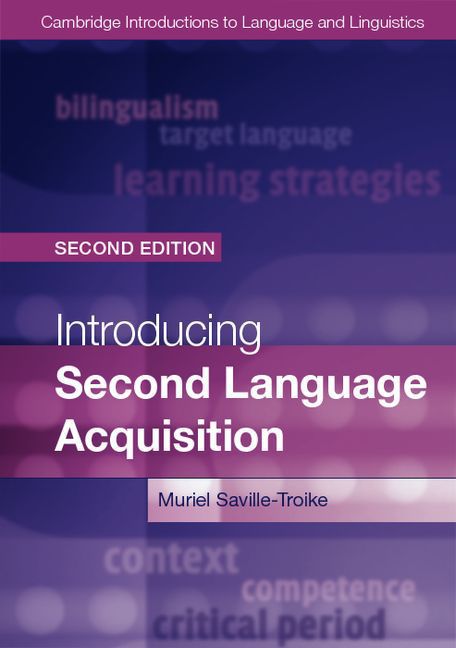 Cambridge Introductions to Language and Linguistics
bilingualism
target language
learning strategies
SECOND EDITION
Introducing
Second Language
Acquisition
Muriel Saville-Troike
context
competence
critical period